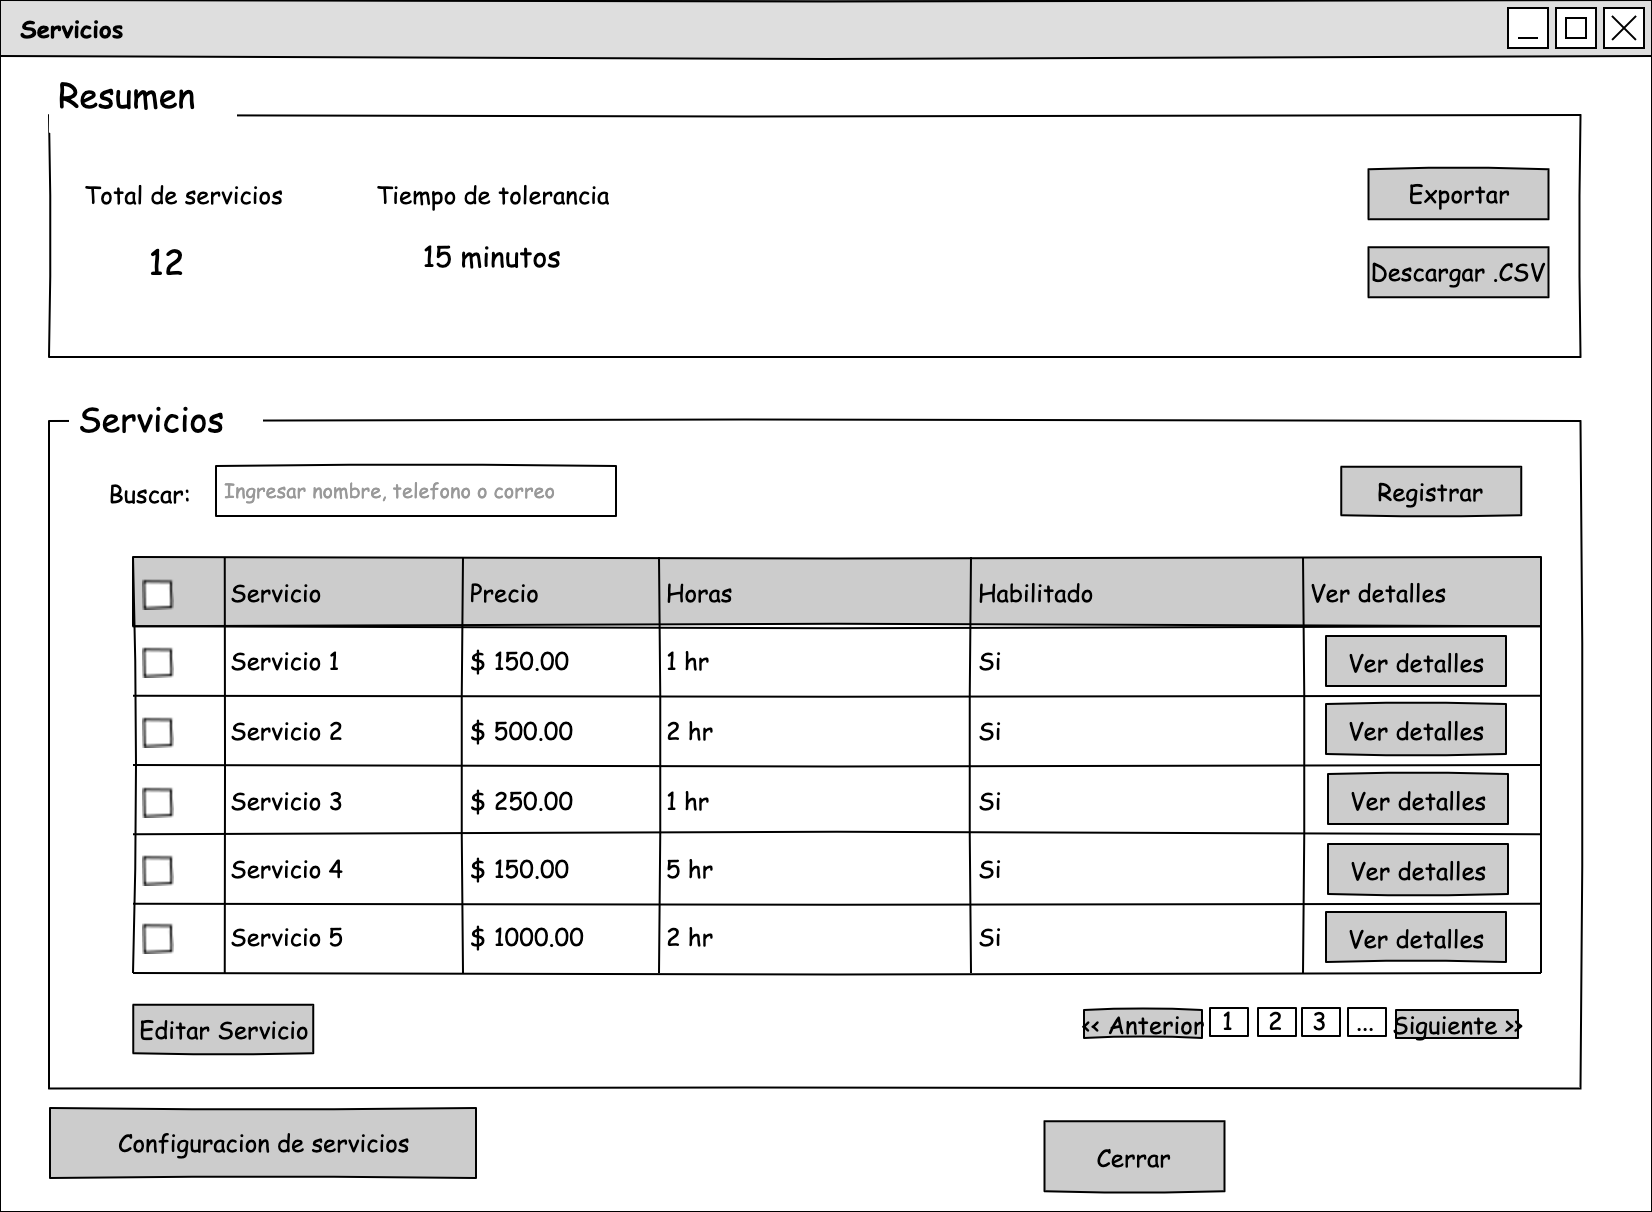 Servicios
Resumen
Total de servicios Tiempo de tolerancia Exportar
12 15 minutos Descargar .CSV
Servicios
Buscar: Ingresar nombre, telefono o correo Registrar
Servicio Precio Horas Habilitado Ver detalles
Servicio 1 $ 150.00 1 hr Si Ver detalles
Servicio 2 $ 500.00 2 hr Si Ver detalles
Servicio 3 $ 250.00 1 hr Si Ver detalles
Servicio 4 $ 150.00 5 hr Si Ver detalles
Servicio 5 $ 1000.00 2 hr Si Ver detalles
Editar Servicio << Anterior 1 2 3 ... Siguiente >>
Configuracion de servicios Cerrar